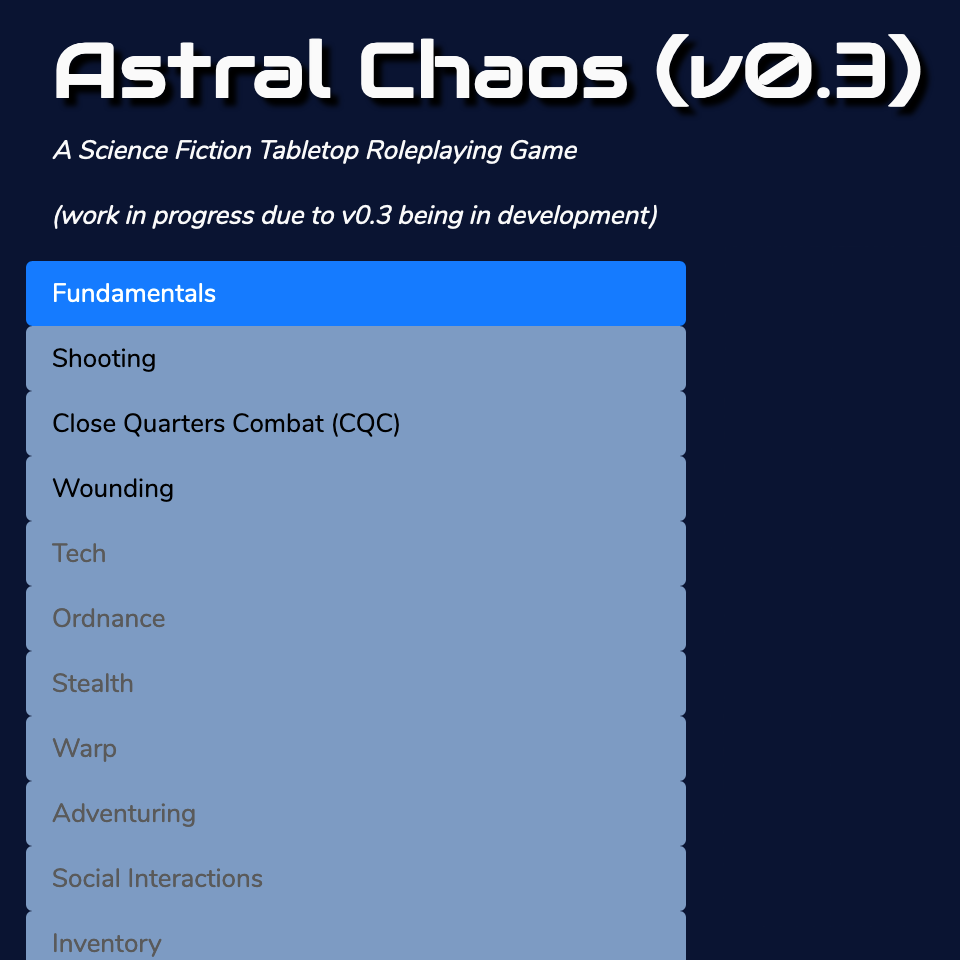 Astral Chaos (v0.3)
A Science Fiction Tabletop Roleplaying Game
(work in progress due to v0.3 being in development)
Fundamentals
Shooting
Close Quarters Combat (CQC)
Wounding
Tech
Ordnance
Stealth
Warp
Adventuring
Social Interactions
Inventory